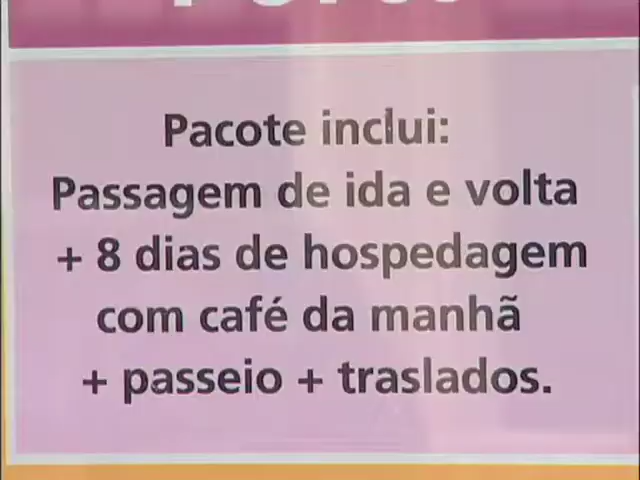 Pacote inclui:
Passagem de ida e volta
+ 8 dias de hospedagem
com café da manhã
+ passeio + traslados.